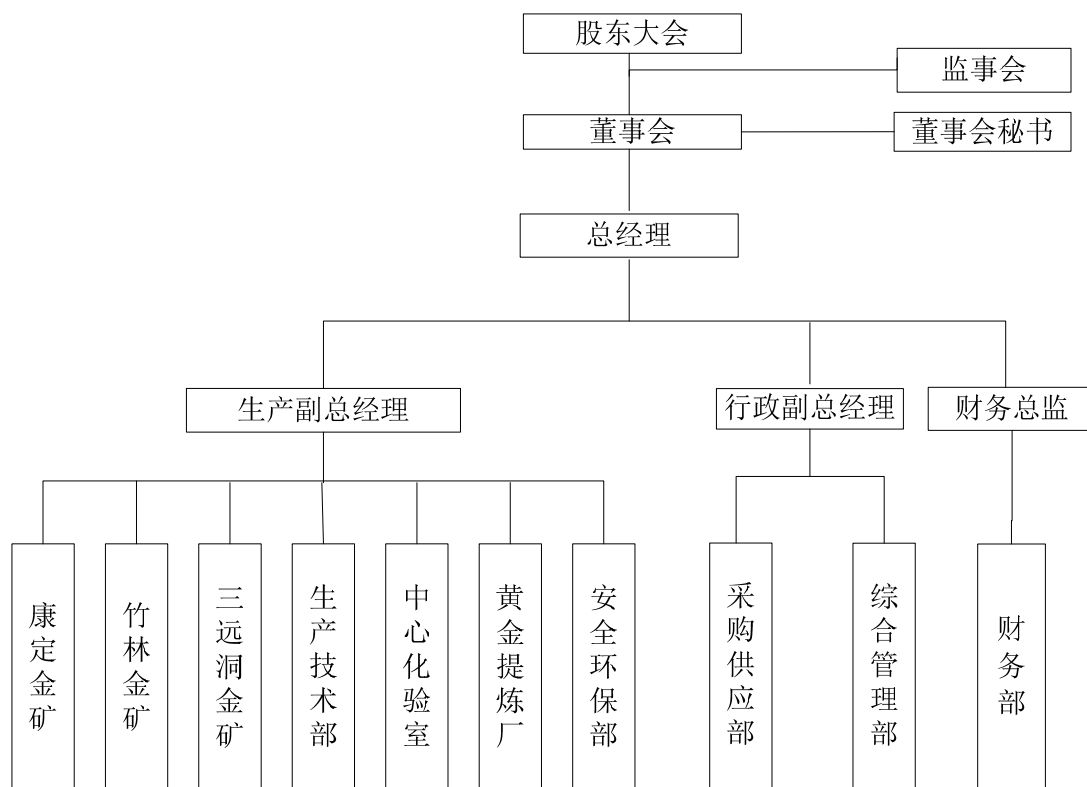 股东大会
监事会
董事会
董事会秘书
总经理
生产副总经理
行政副总经理
财务总监
康定金矿
竹林金矿
三远洞金矿
生产技术部
中心化验室
黄金提炼厂
安全环保部
采购供应部
综合管理部
财务部